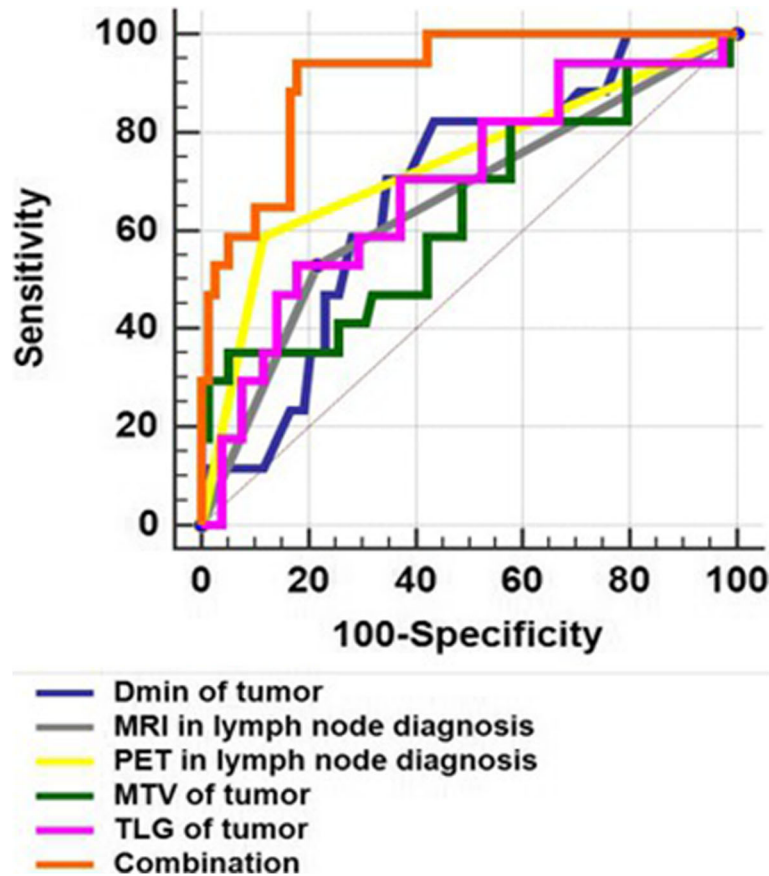 100
80
60
40
20
0
Sensitivity
0 20 40 60 80 100
100-Specificity
Dmin of tumor
MRI in lymph node diagnosis
PET in lymph node diagnosis
MTV of tumor
TLG of tumor
Combination